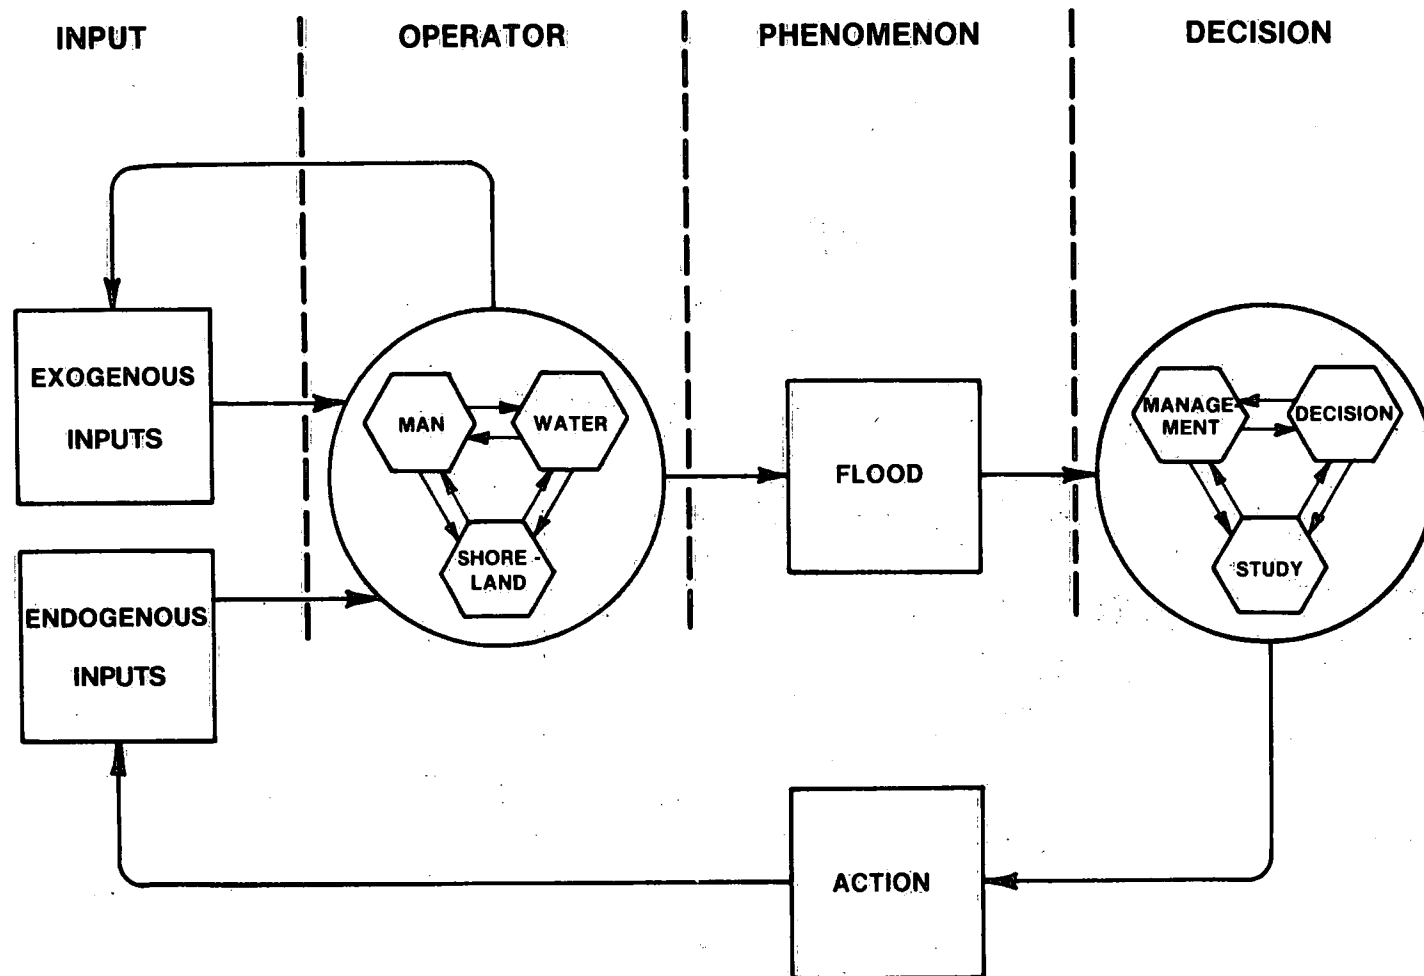 INPUT
OPERATOR
PHENOMENON
DECISION
EXOGENOUS
INPUTS
MAN
WATER
SHORE -
LAND
FLOOD
MANAGE-
MENT
DECISION
STUDY
ENDOGENOUS
INPUTS
ACTION